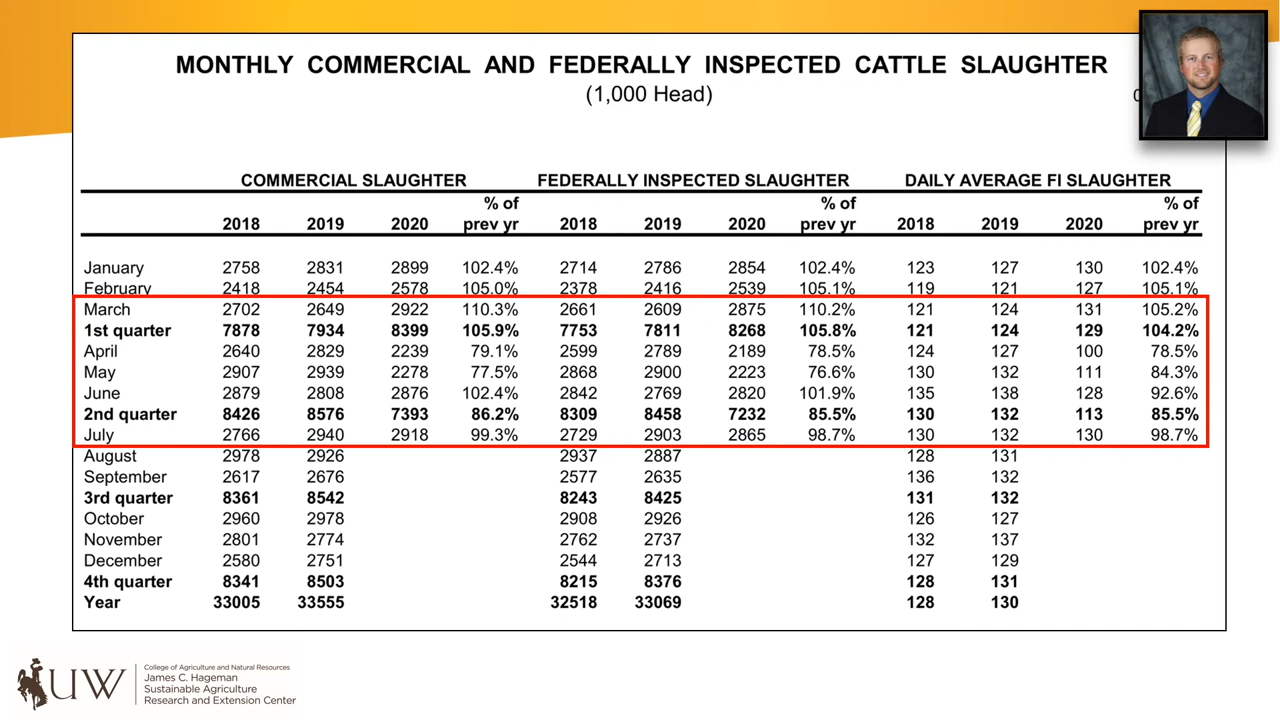 MONTHLY COMMERCIAL AND FEDERALLY INSPECTED CATTLE SLAUGHTER
(1,000 Head)
COMMERCIAL SLAUGHTER FEDERALLY INSPECTED SLAUGHTER DAILY AVERAGE FI SLAUGHTER
% of % of % of
2018 2019 2020 prev yr 2018 2019 2020 prev yr 2018 2019 2020 prev yr
January 2758 2831 2899 102.4% 2714 2786 2854 102.4% 123 127 130 102.4%
February 2418 2454 2578 105.0% 2378 2416 2539 105.1% 119 121 127 105.1%
March 2702 2649 2922 110.3% 2661 2609 2875 110.2% 121 124 131 105.2%
1st quarter 7878 7934 8399 105.9% 7753 7811 8268 105.8% 121 124 129 104.2%
April 2640 2829 2239 79.1% 2599 2789 2189 78.5% 124 127 100 78.5%
May 2907 2939 2278 77.5% 2868 2900 2223 76.6% 130 132 111 84.3%
June 2879 2808 2876 102.4% 2842 2769 2820 101.9% 135 138 128 92.6%
2nd quarter 8426 8576 7393 86.2% 8309 8458 7232 85.5% 130 132 113 85.5%
July 2766 2940 2918 99.3% 2729 2903 2865 98.7% 130 132 130 98.7%
August 2978 2926 2937 2887 128 131
September 2617 2676 2577 2635 136 132
3rd quarter 8361 8542 8243 8425 131 132
October 2960 2978 2908 2926 126 127
November 2801 2774 2762 2737 132 137
December 2580 2751 2544 2713 127 129
4th quarter 8341 8503 8215 8376 128 131
Year 33005 33555 32518 33069 128 130
UW
College of Agriculture and Natural Resources
James C. Hageman
Sustainable Agriculture
Research and Extension Center